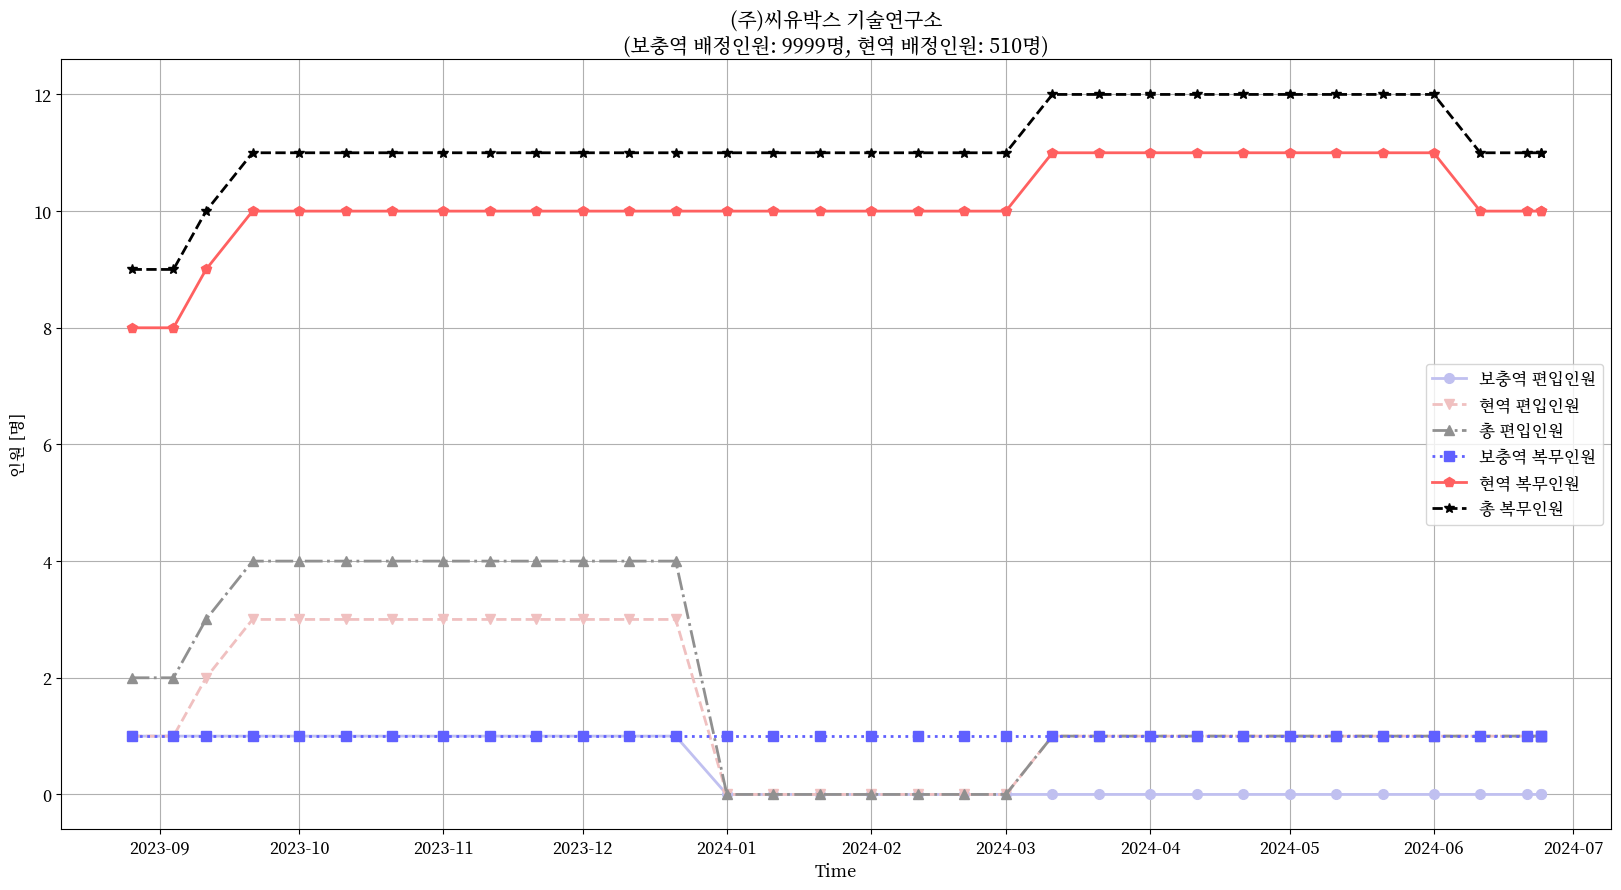 (주)씨유박스 기술연구소
(보충역 배정인원: 9999명, 현역 배정인원: 510명)
인원 [명]
12
10
8
6
4
2
0
보충역 편입인원
현역 편입인원
총 편입인원
보충역 복무인원
현역 복무인원
총 복무인원
2023-09 2023-10 2023-11 2023-12 2024-01 2024-02 2024-03 2024-04 2024-05 2024-06 2024-07
Time